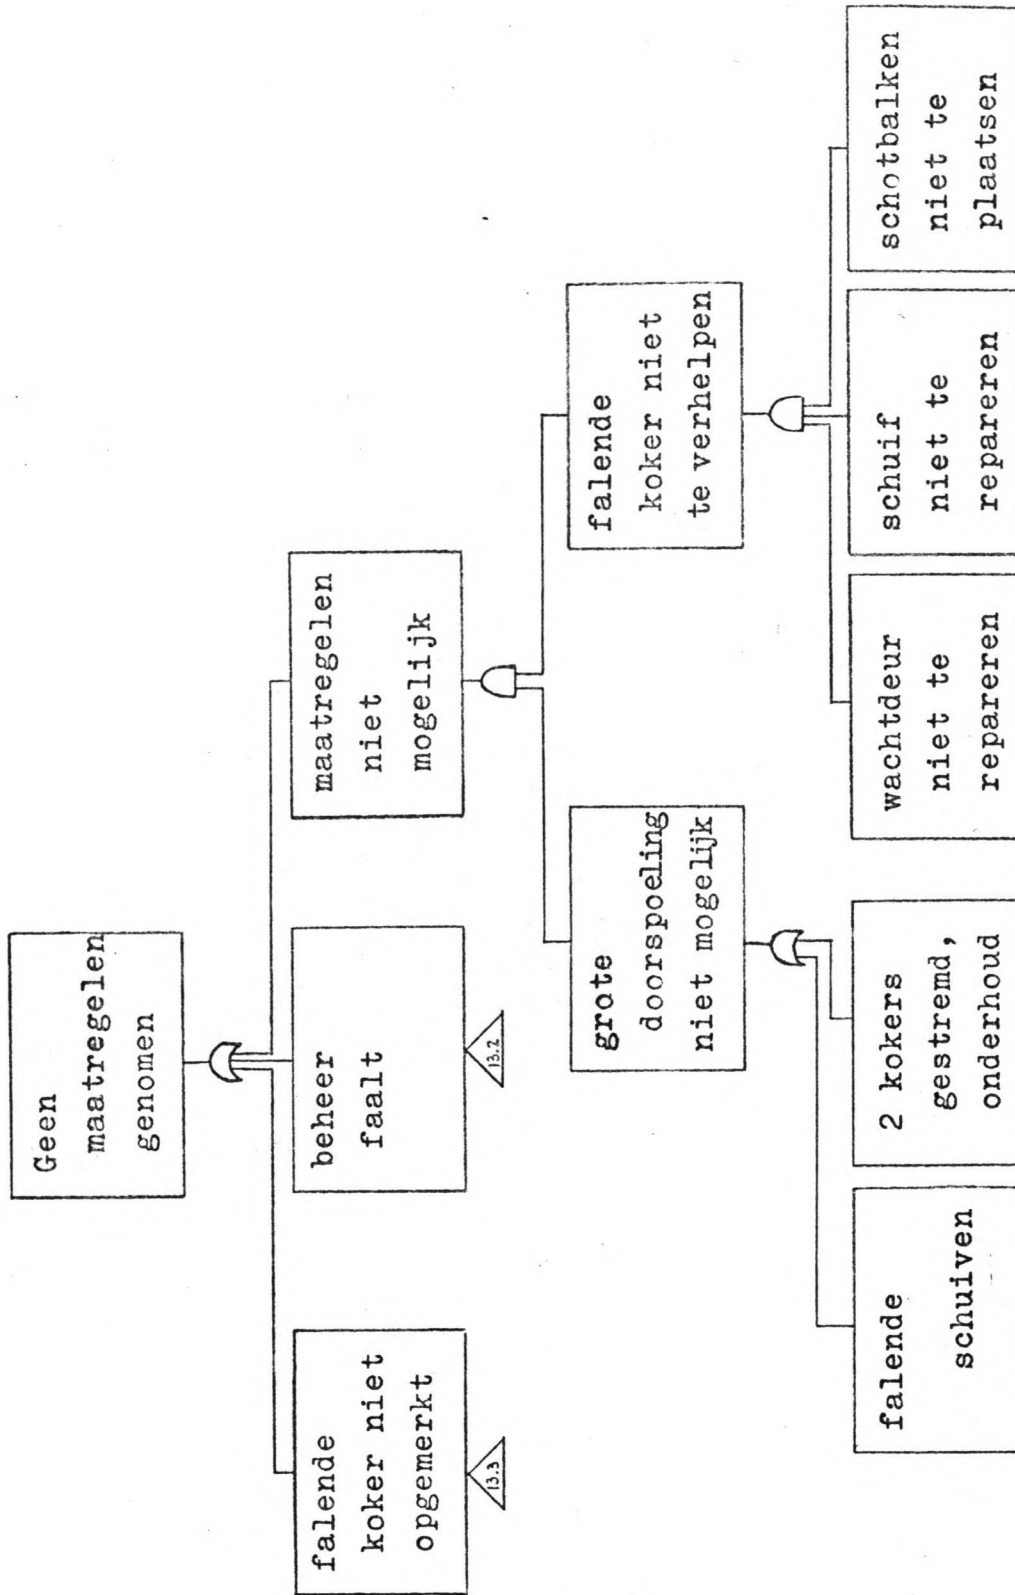 Geen
maatregelen
genomen
falende
koker niet
opgemerkt
13.3
beheer
faalt
13.2
maatregelen
niet
mogelijk
grote
doorspoeling
niet mogelijk
falende
koker niet
te verhelpen
falende
schuiven
2 kokers
gestremd,
onderhoud
wachtdeur
niet te
repareren
schuif
niet te
repareren
schotbalken
niet te
plaatsen